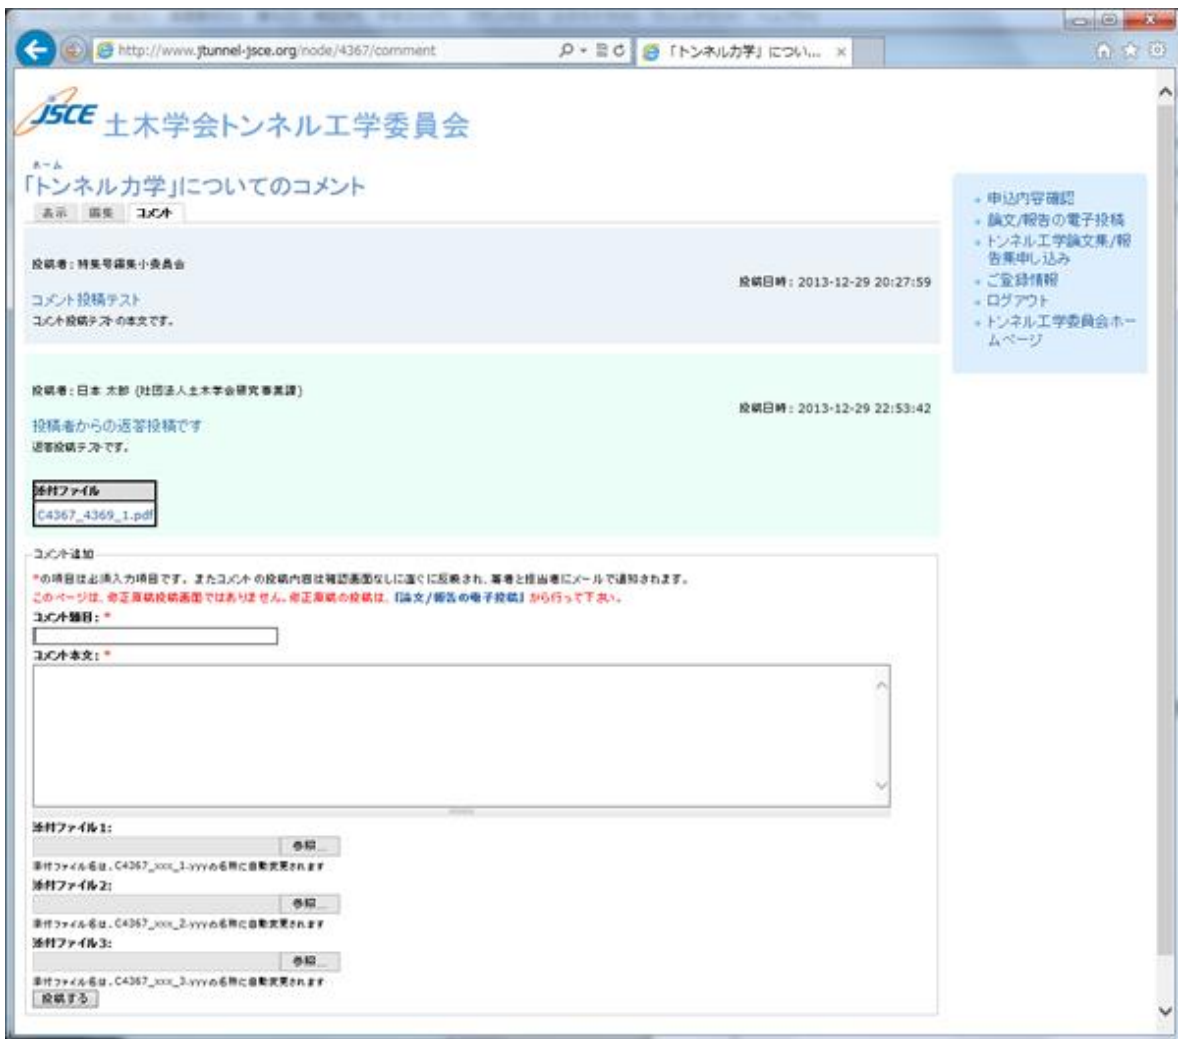 http://www.jtunnel-jsce.org/node/4367/comment
「トンネル力学」につい...
JSCE 土木学会トンネル工学委員会
ホーム
「トンネル力学」についてのコメント
表示 編集 コメント
投稿者：特集号編集小委員会
投稿日時：2013-12-29 20:27:59
コメント投稿テスト
コメント投稿テストの本文です。
投稿者：日本 太郎 (社団法人土木学会研究事業課)
投稿日時：2013-12-29 22:53:42
投稿者からの返答投稿です
返答投稿テストです。
添付ファイル
C4367_4369_1.pdf
コメント追加
*の項目は必須入力項目です。またコメントの投稿内容は確認画面なしに直ぐに反映され、著者と担当者にメールで通知されます。
このページは、修正原稿投稿画面ではありません。修正原稿の投稿は、『論文/報告の電子投稿』から行って下さい。
コメント題目：*
コメント本文：*
添付ファイル1:
参照...
添付ファイル名は、C4367_xxx_1.yyyの名称に自動変更されます
添付ファイル2:
参照...
添付ファイル名は、C4367_xxx_2.yyyの名称に自動変更されます
添付ファイル3:
参照...
添付ファイル名は、C4367_xxx_3.yyyの名称に自動変更されます
投稿する
申込内容確認
論文/報告の電子投稿
トンネル工学論文集/報
告集申し込み
ご登録情報
ログアウト
トンネル工学委員会ホー
ムページ